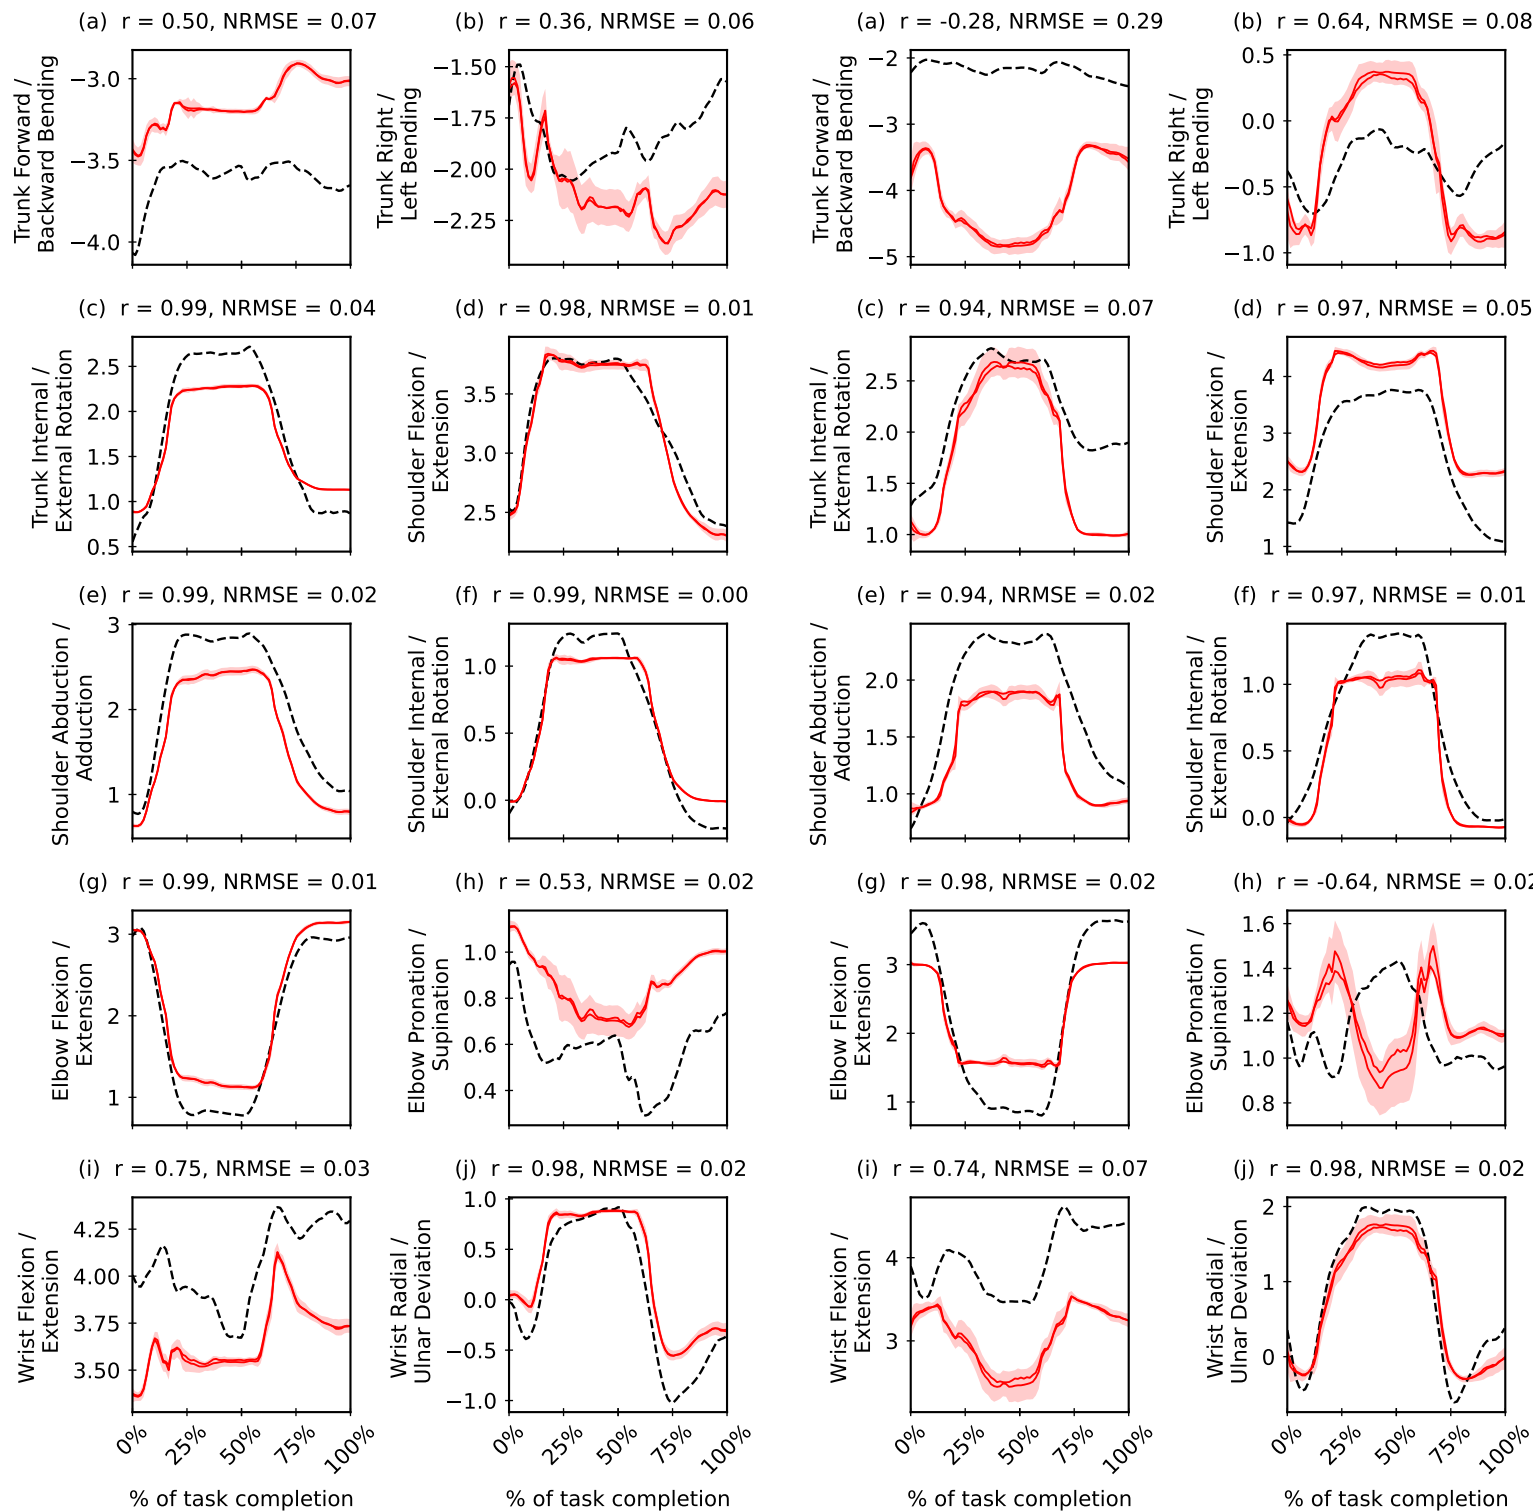 (a) r = 0.50, NRMSE = 0.07
Trunk Forward /
Backward Bending
−3.0
−3.5
−4.0
(b) r = 0.36, NRMSE = 0.06
Trunk Right /
Left Bending
−1.50
−1.75
−2.00
−2.25
(a) r = -0.28, NRMSE = 0.29
Trunk Forward /
Backward Bending
−2
−3
−4
−5
(b) r = 0.64, NRMSE = 0.08
Trunk Right /
Left Bending
0.5
0.0
−0.5
−1.0
(c) r = 0.99, NRMSE = 0.04
Trunk Internal /
External Rotation
2.5
2.0
1.5
1.0
0.5
(d) r = 0.98, NRMSE = 0.01
Shoulder Flexion /
Extension
3.5
3.0
2.5
(c) r = 0.94, NRMSE = 0.07
Trunk Internal /
External Rotation
2.5
2.0
1.5
1.0
(d) r = 0.97, NRMSE = 0.05
Shoulder Flexion /
Extension
4
3
2
1
(e) r = 0.99, NRMSE = 0.02
Shoulder Abduction /
Adduction
3
2
1
(f) r = 0.99, NRMSE = 0.00
Shoulder Internal /
External Rotation
1.0
0.5
0.0
(e) r = 0.94, NRMSE = 0.02
Shoulder Abduction /
Adduction
2.0
1.5
1.0
(f) r = 0.97, NRMSE = 0.01
Shoulder Internal /
External Rotation
1.0
0.5
0.0
(g) r = 0.99, NRMSE = 0.01
Elbow Flexion /
Extension
3
2
1
(h) r = 0.53, NRMSE = 0.02
Elbow Pronation /
Supination
1.0
0.8
0.6
0.4
(g) r = 0.98, NRMSE = 0.02
Elbow Flexion /
Extension
3
2
1
(h) r = -0.64, NRMSE = 0.02
Elbow Pronation /
Supination
1.6
1.4
1.2
1.0
0.8
(i) r = 0.75, NRMSE = 0.03
Wrist Flexion /
Extension
4.25
4.00
3.75
3.50
0%
25%
50%
75%
100%
% of task completion
(j) r = 0.98, NRMSE = 0.02
Wrist Radial /
Ulnar Deviation
1.0
0.5
0.0
−0.5
−1.0
0%
25%
50%
75%
100%
% of task completion
(i) r = 0.74, NRMSE = 0.07
Wrist Flexion /
Extension
4
3
0%
25%
50%
75%
100%
% of task completion
(j) r = 0.98, NRMSE = 0.02
Wrist Radial /
Ulnar Deviation
2
1
0
0%
25%
50%
75%
100%
% of task completion